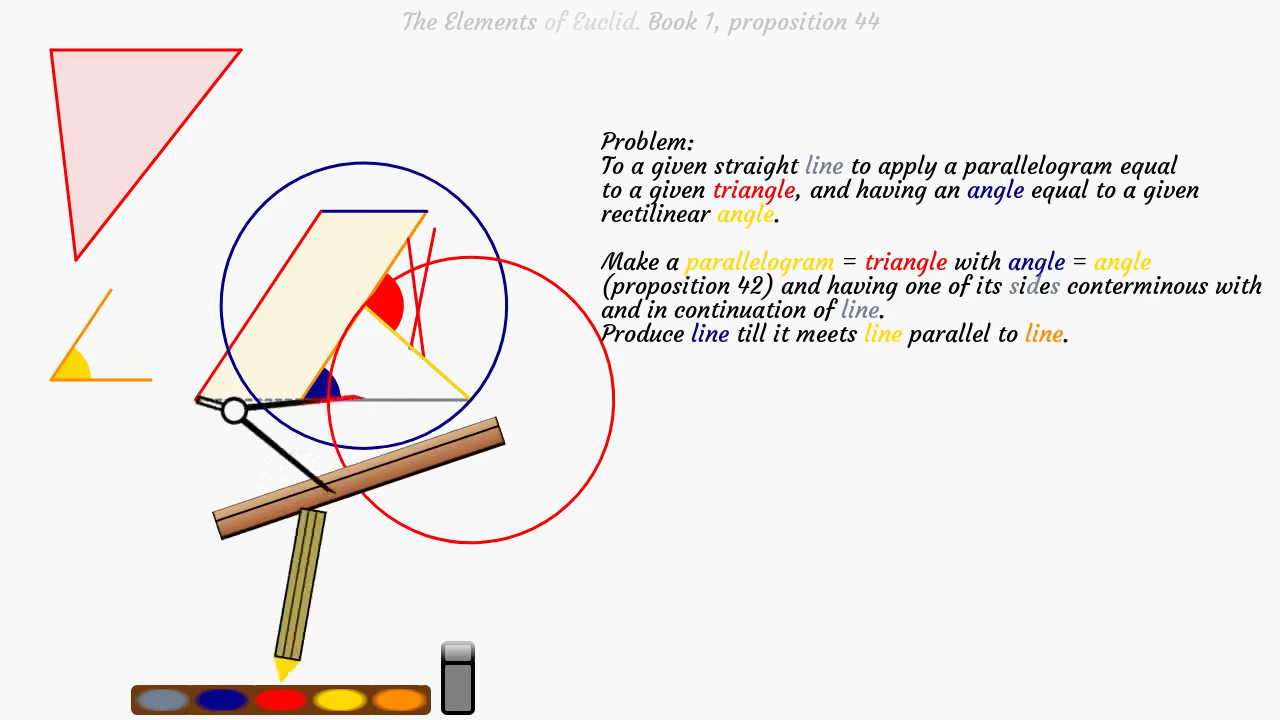 The Elements of Euclid. Book 1, proposition 44
Problem:
To a given straight line to apply a parallelogram equal
to a given triangle, and having an angle equal to a given
rectilinear angle.
Make a parallelogram = triangle with angle = angle
(proposition 42) and having one of its sides conterminous with
and in continuation of line.
Produce line till it meets line parallel to line.